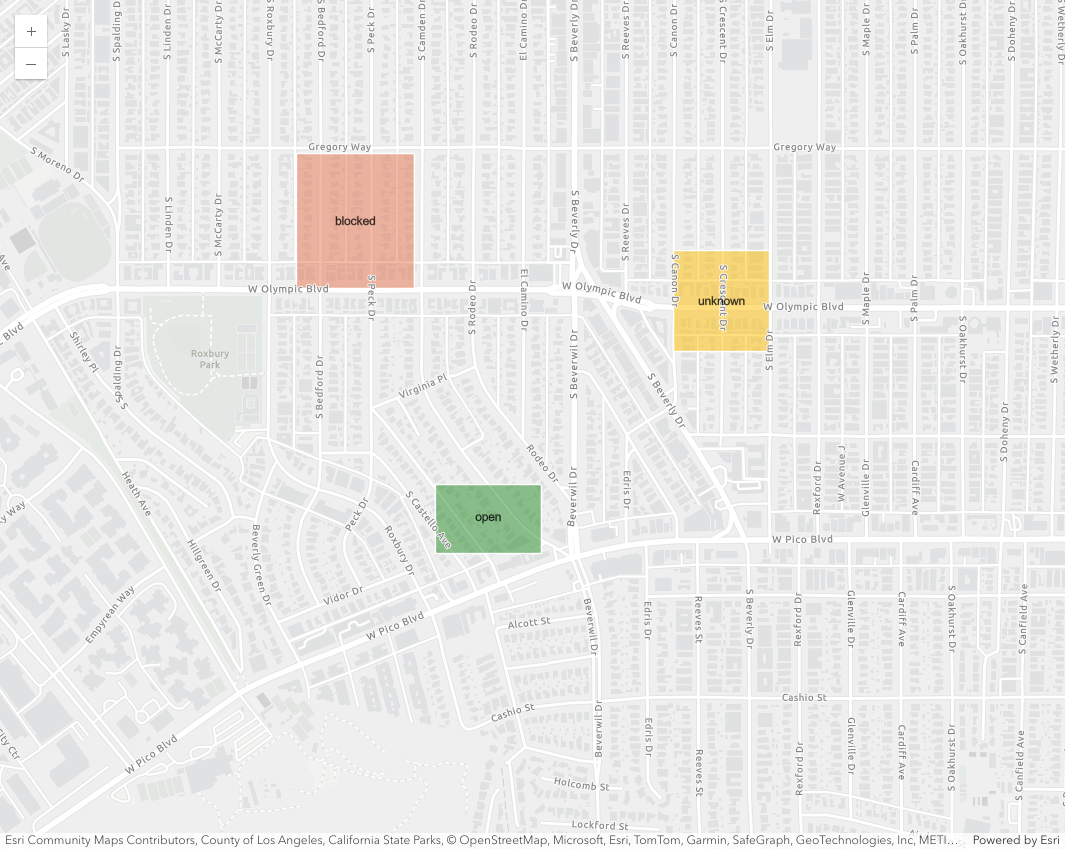 +
−
S Lasky Dr
S Spalding Dr
S Linden Dr
S McCarty Dr
S Roxbury Dr
S Bedford Dr
S Peck Dr
S Camden Dr
S Rodeo Dr
El Camino Dr
S Beverly Dr
S Reeves Dr
S Canon Dr
S Crescent Dr
S Elm Dr
S Maple Dr
S Palm Dr
S Oakhurst Dr
S Doheny Dr
S Wetherly Dr
Gregory Way
Gregory Way
S Moreno Dr
S Linden Dr
S McCarty Dr
blocked
S Beverly Dr
S Reeves Dr
Ave
S Canon Dr
S Crescent Dr
unknown
W Olympic Blvd
S Peck Dr
S Rodeo Dr
El Camino Dr
W Olympic Blvd
W Olympic Blvd
S Maple Dr
S Palm Dr
Blvd
Shirley Pl
Spalding Dr
S S
Roxbury
Park
S Bedford Dr
Virginia Pl
S Beverwil Dr
S Beverly Dr
S Elm Dr
S Oakhurst Dr
S Wetherly Dr
S Doheny Dr
Rodeo Dr
Heath Ave
Edris Dr
Beverwil Dr
Rexford Dr
W Avenue J
Glenville Dr
Cardiff Ave
y Way
S Castello Ave
open
Peck Dr
Roxbury Dr
Beverly Green Dr
Hillgreen Dr
W Pico Blvd
Empyrean Way
Vidor Dr
W Pico Blvd
Alcott St
Beverwil Dr
Edris Dr
Reeves St
S Beverly Dr
Rexford Dr
Glenville Dr
Cardiff Ave
S Oakhurst Dr
S Canfield Ave
Cashio St
Cashio St
City Ctr
W Pico Blvd
Beverwil Dr
Edris Dr
Reeves St
Rexford Dr
Glenville Dr
Cardiff Ave
S Oakhurst Dr
S Canfield Ave
Holcomb St
Lockford St
Esri Community Maps Contributors, County of Los Angeles, California State Parks, © OpenStreetMap, Microsoft, Esri, TomTom, Garmin, SafeGraph, GeoTechnologies, Inc, METI…
Powered by Esri